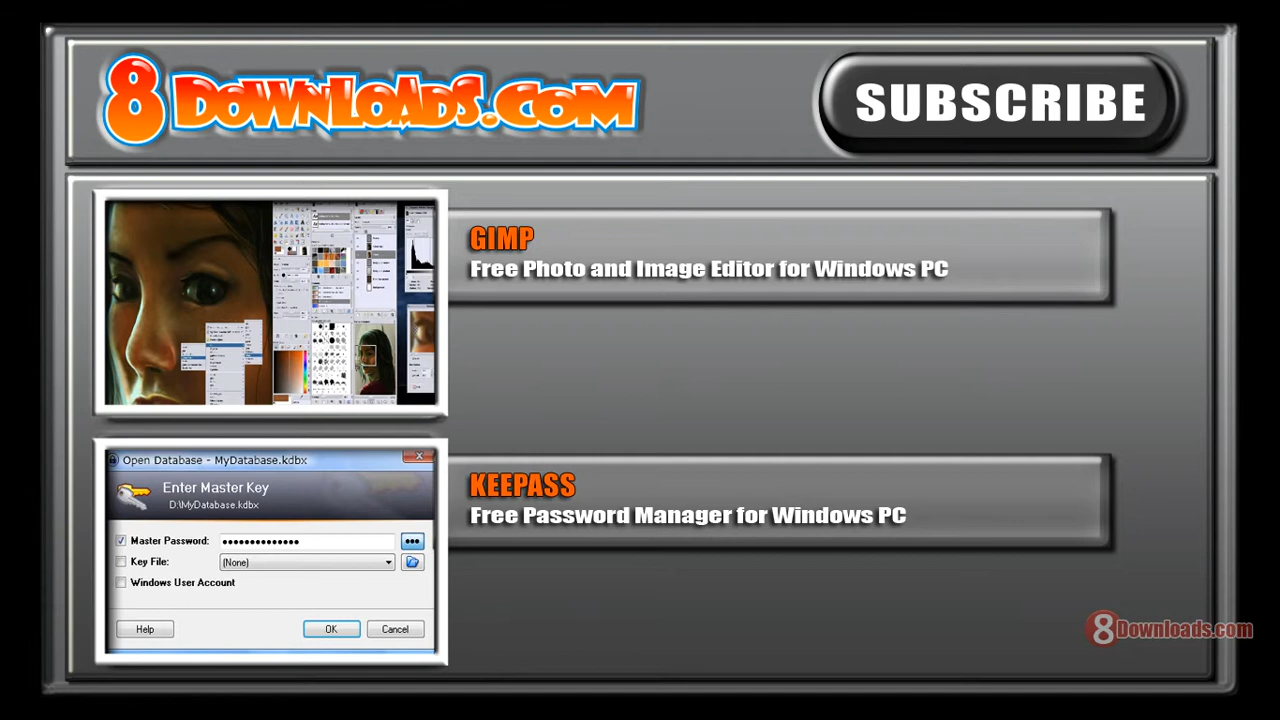 8Downloads.com
SUBSCRIBE
GIMP
Free Photo and Image Editor for Windows PC
Open Database - MyDatabase.kdbx
Enter Master Key
D:\MyDatabase.kdbx
Master Password:
Key File:
(None)
Windows User Account
Help
OK
Cancel
KEEPASS
Free Password Manager for Windows PC
8Downloads.com